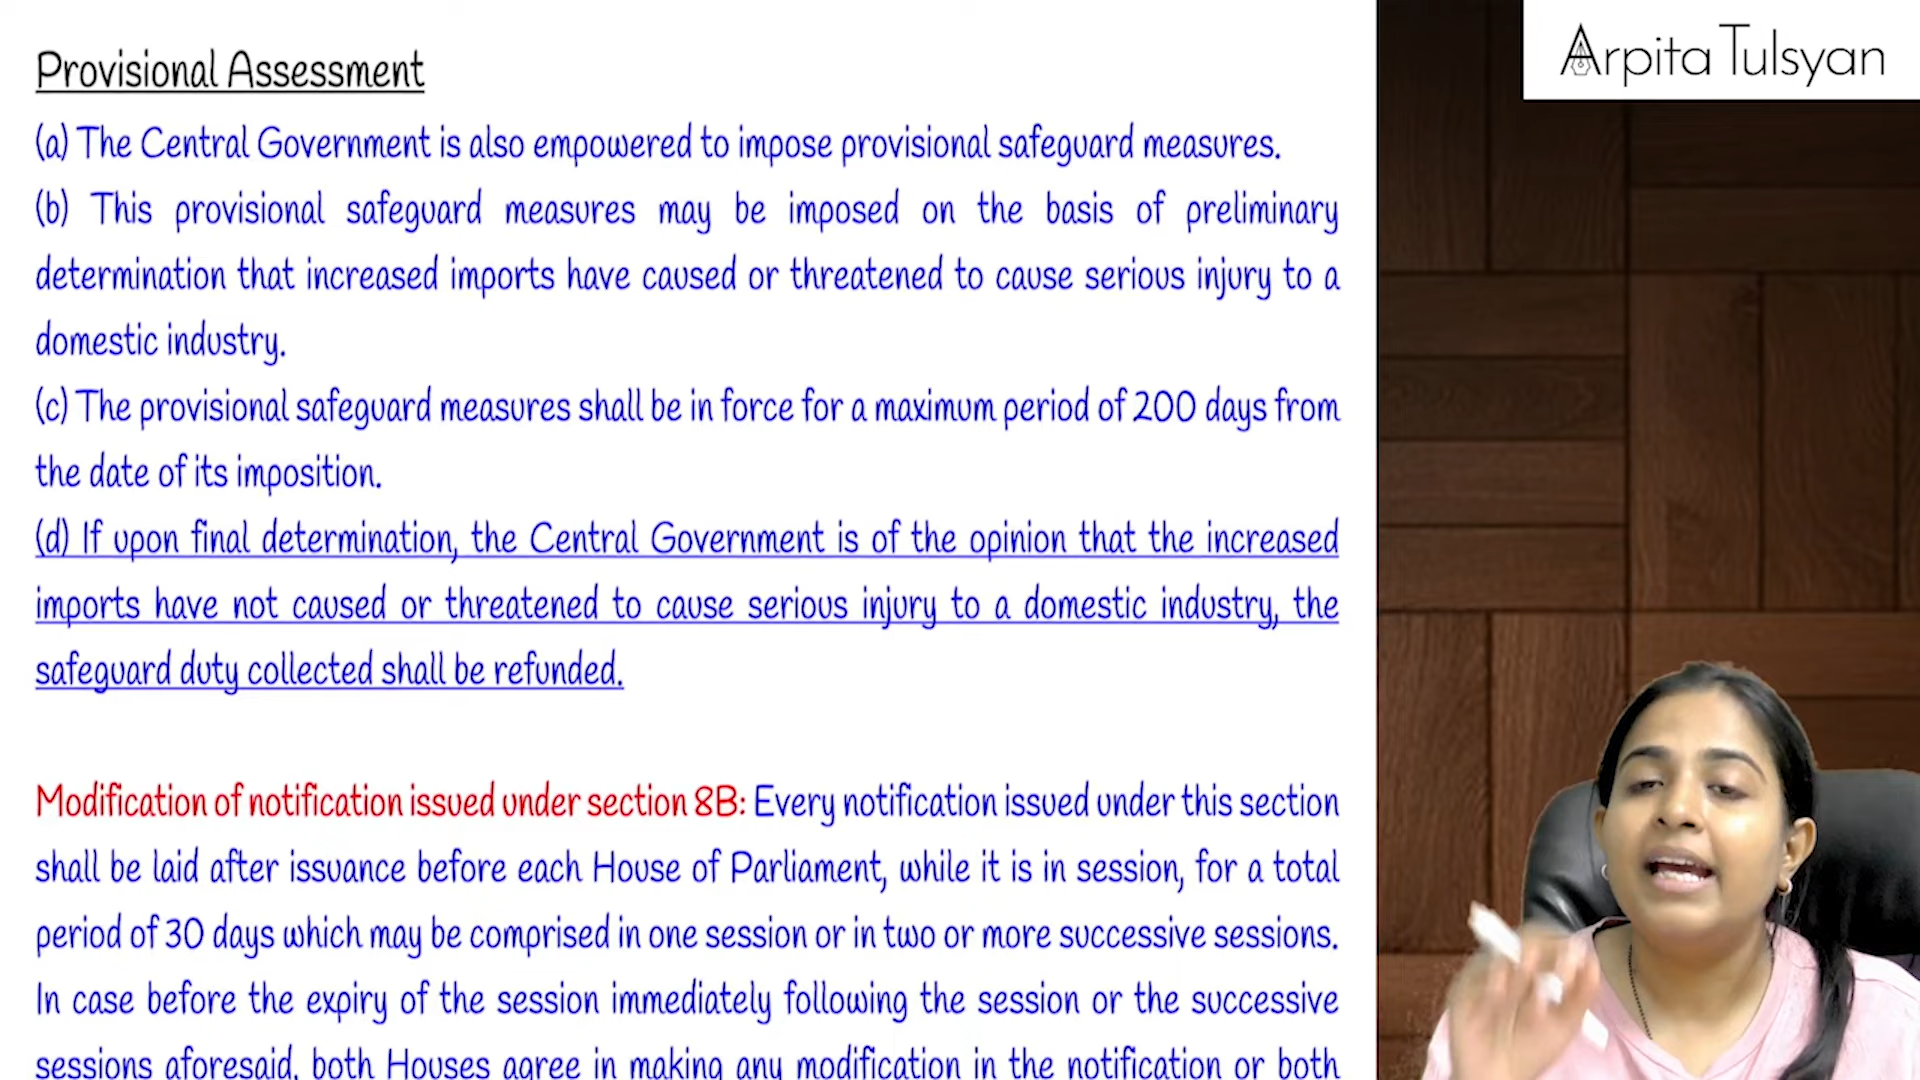 Arpita Tulsyan
Provisional Assessment
(a) The Central Government is also empowered to impose provisional safeguard measures.
(b) This provisional safeguard measures may be imposed on the basis of preliminary
determination that increased imports have caused or threatened to cause serious injury to a
domestic industry.
(c) The provisional safeguard measures shall be in force for a maximum period of 200 days from
the date of its imposition.
(d) If upon final determination, the Central Government is of the opinion that the increased
imports have not caused or threatened to cause serious injury to a domestic industry, the
safeguard duty collected shall be refunded.
Modification of notification issued under section 8B: Every notification issued under this section
shall be laid after issuance before each House of Parliament, while it is in session, for a total
period of 30 days which may be comprised in one session or in two or more successive sessions.
In case before the expiry of the session immediately following the session or the successive
sessions aforesaid, both Houses agree in making any modification in the notification or both